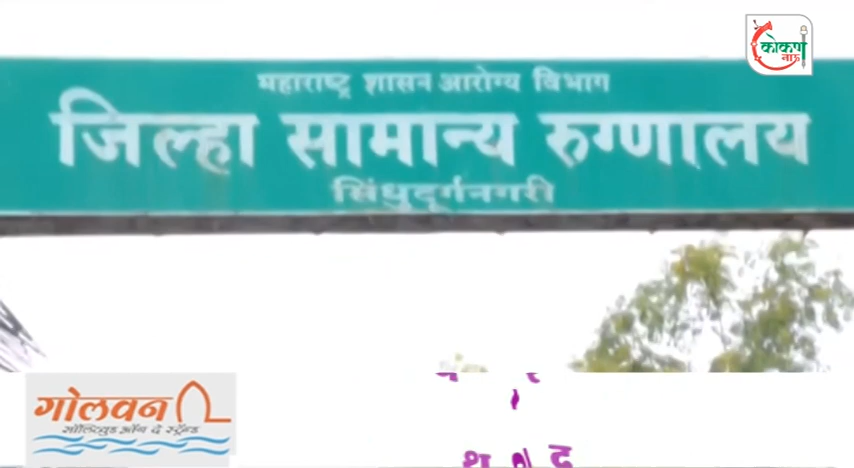 कोकण
नाऊ
महाराष्ट्र शासन आरोग्य विभाग
जिल्हा सामान्य रुग्णालय
सिंधुदूर्गनगरी
गोलवन